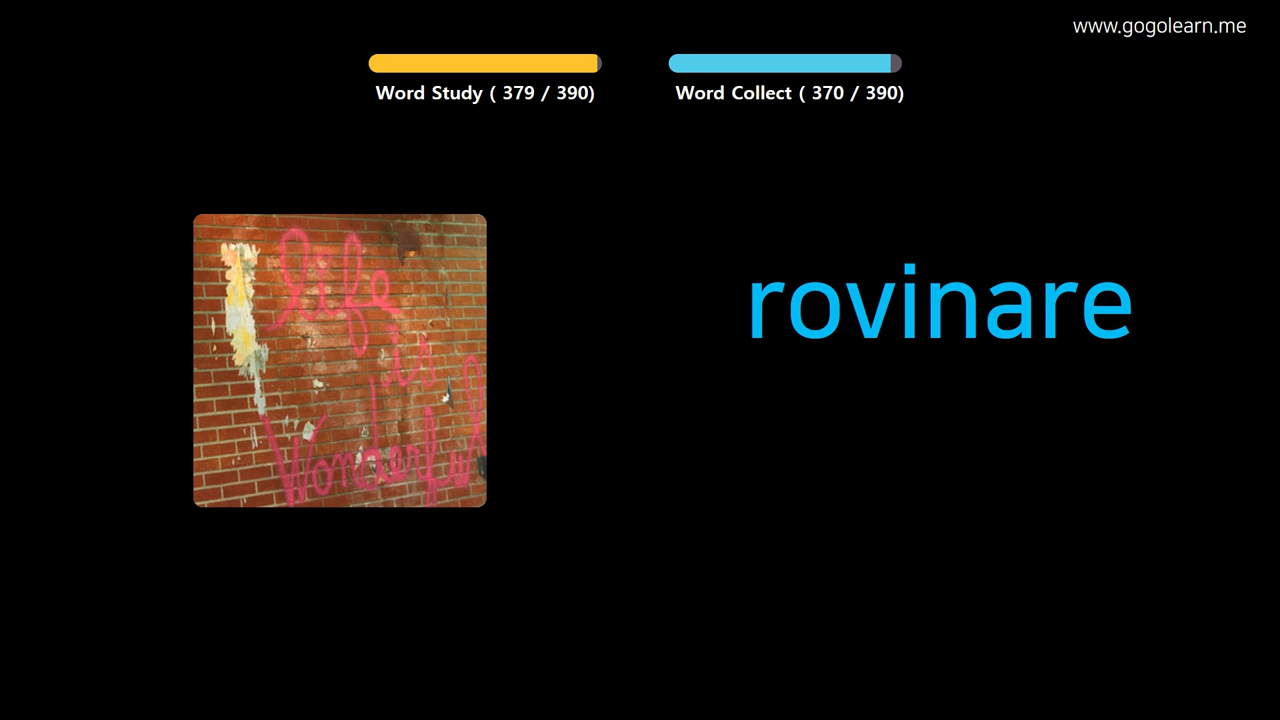 www.gogolearn.me
Word Study ( 379 / 390)
Word Collect ( 370 / 390)
life
is
Wonderful
rovinare